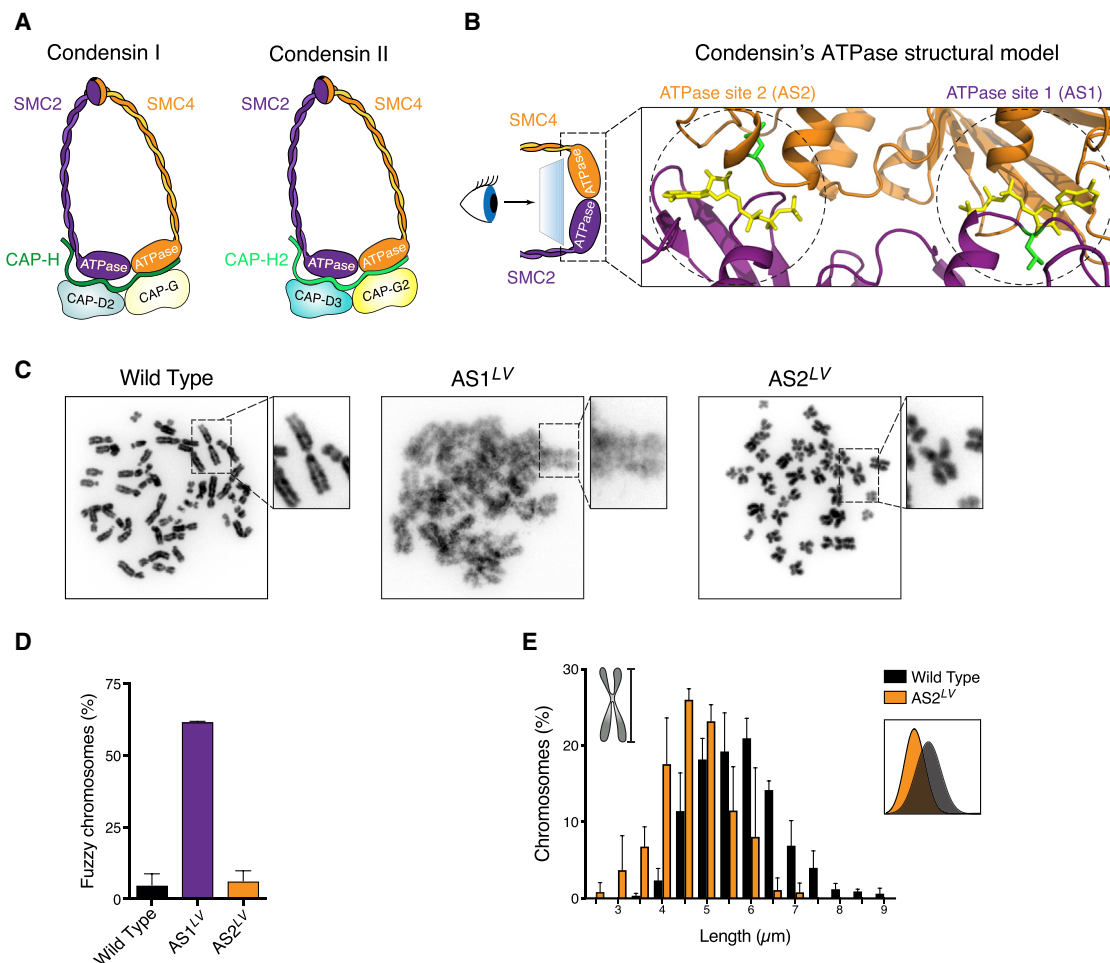 A
Condensin I
Condensin II
SMC2
SMC4
SMC2
SMC4
CAP-H
ATPase
ATPase
CAP-D2
CAP-G
CAP-H2
ATPase
ATPase
CAP-D3
CAP-G2
B
Condensin's ATPase structural model
ATPase site 2 (AS2)
ATPase site 1 (AS1)
SMC4
ATPase
ATPase
SMC2
C
Wild Type
AS1LV
AS2LV
D
Fuzzy chromosomes (%)
75
50
25
0
Wild Type
AS1LV
AS2LV
E
Chromosomes (%)
30
20
10
0
3 4 5 6 7 8 9
Length (µm)
Wild Type
AS2LV